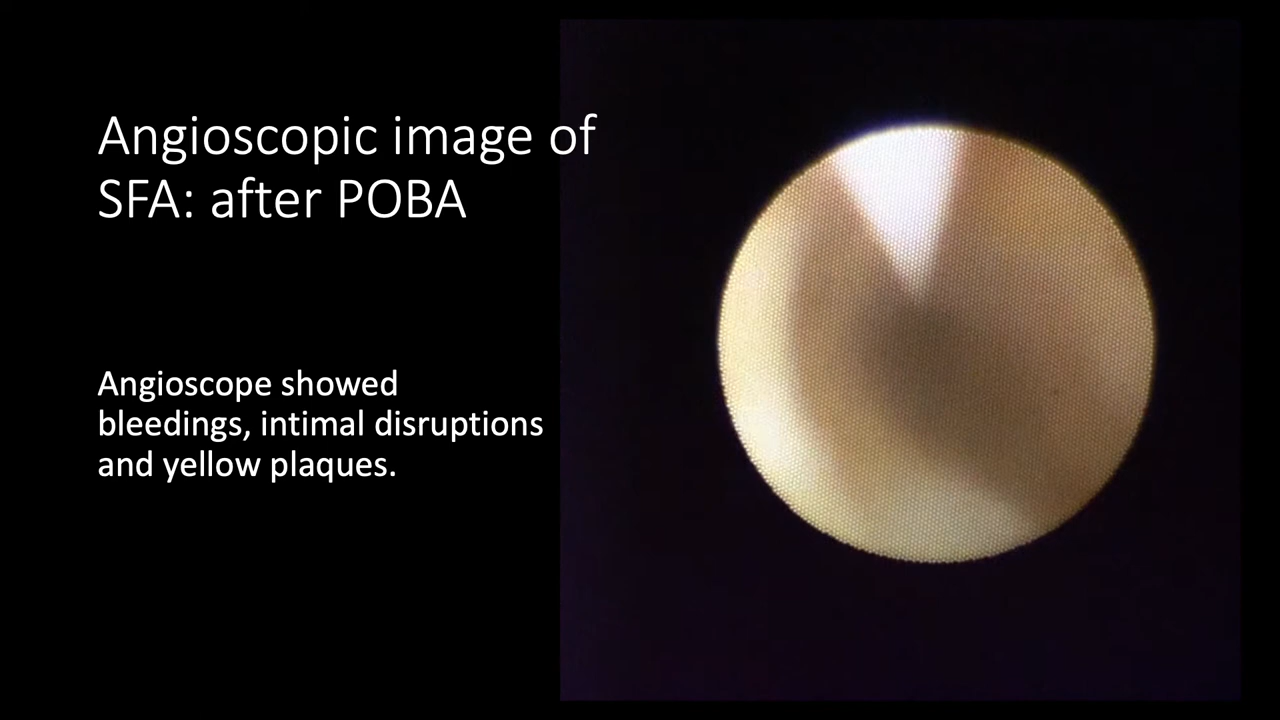 Angioscopic image of
SFA: after POBA
Angioscope showed
bleedings, intimal disruptions
and yellow plaques.